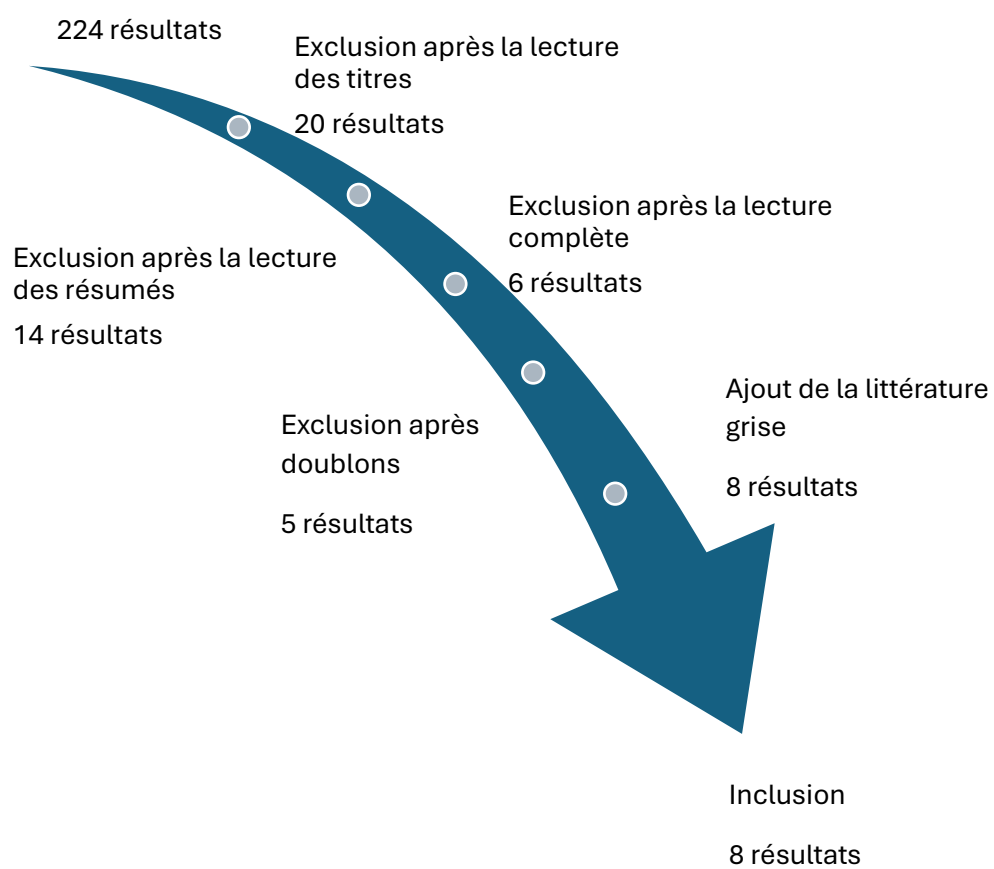 224 résultats
Exclusion après la lecture
des titres
20 résultats
Exclusion après la lecture
des résumés
14 résultats
Exclusion après la lecture
complète
6 résultats
Exclusion après
doublons
5 résultats
Ajout de la littérature
grise
8 résultats
Inclusion
8 résultats